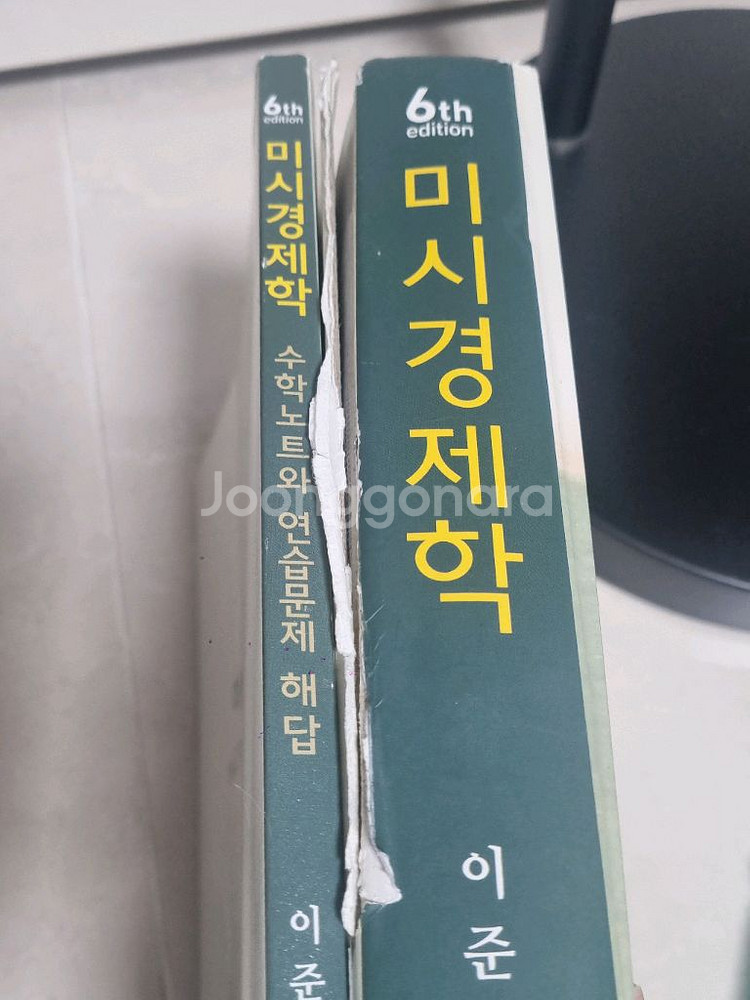 6th
edition
미시경제학
수학노트와 연습문제 해답
이준
6th
edition
미시경제학
이준
Joonggonara